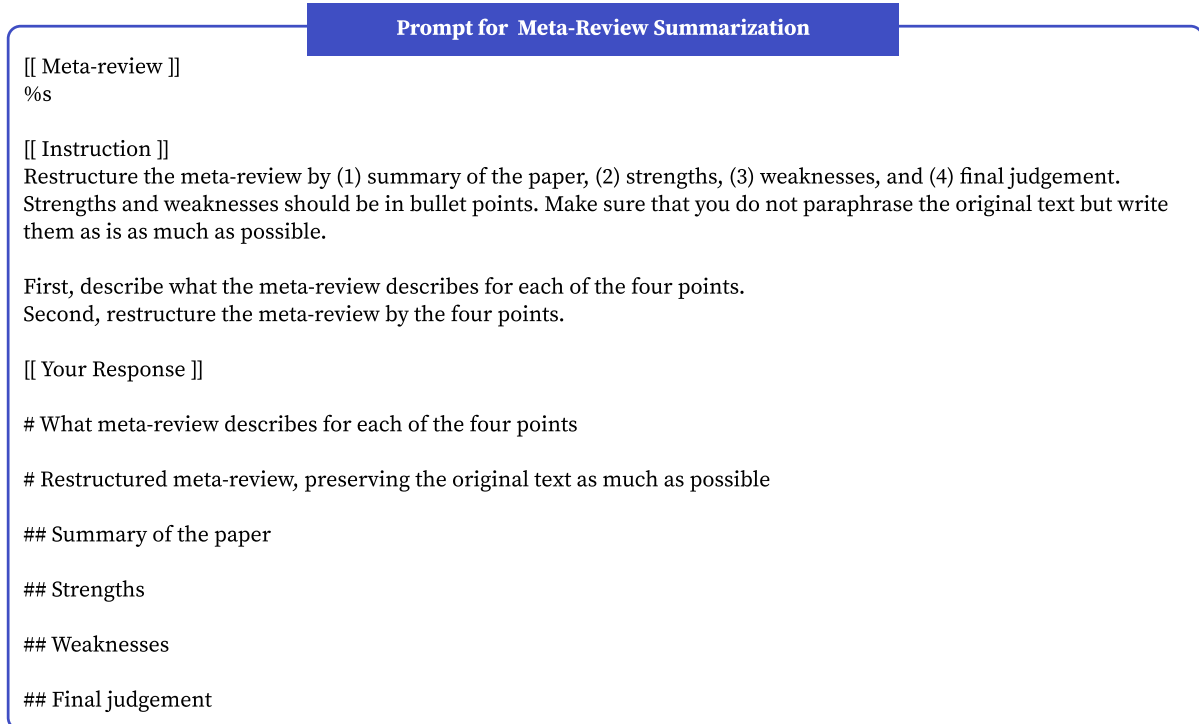 Prompt for Meta-Review Summarization
[[ Meta-review ]]
%s
[[ Instruction ]]
Restructure the meta-review by (1) summary of the paper, (2) strengths, (3) weaknesses, and (4) final judgement.
Strengths and weaknesses should be in bullet points. Make sure that you do not paraphrase the original text but write
them as is as much as possible.
First, describe what the meta-review describes for each of the four points.
Second, restructure the meta-review by the four points.
[[ Your Response ]]
# What meta-review describes for each of the four points
# Restructured meta-review, preserving the original text as much as possible
## Summary of the paper
## Strengths
## Weaknesses
## Final judgement